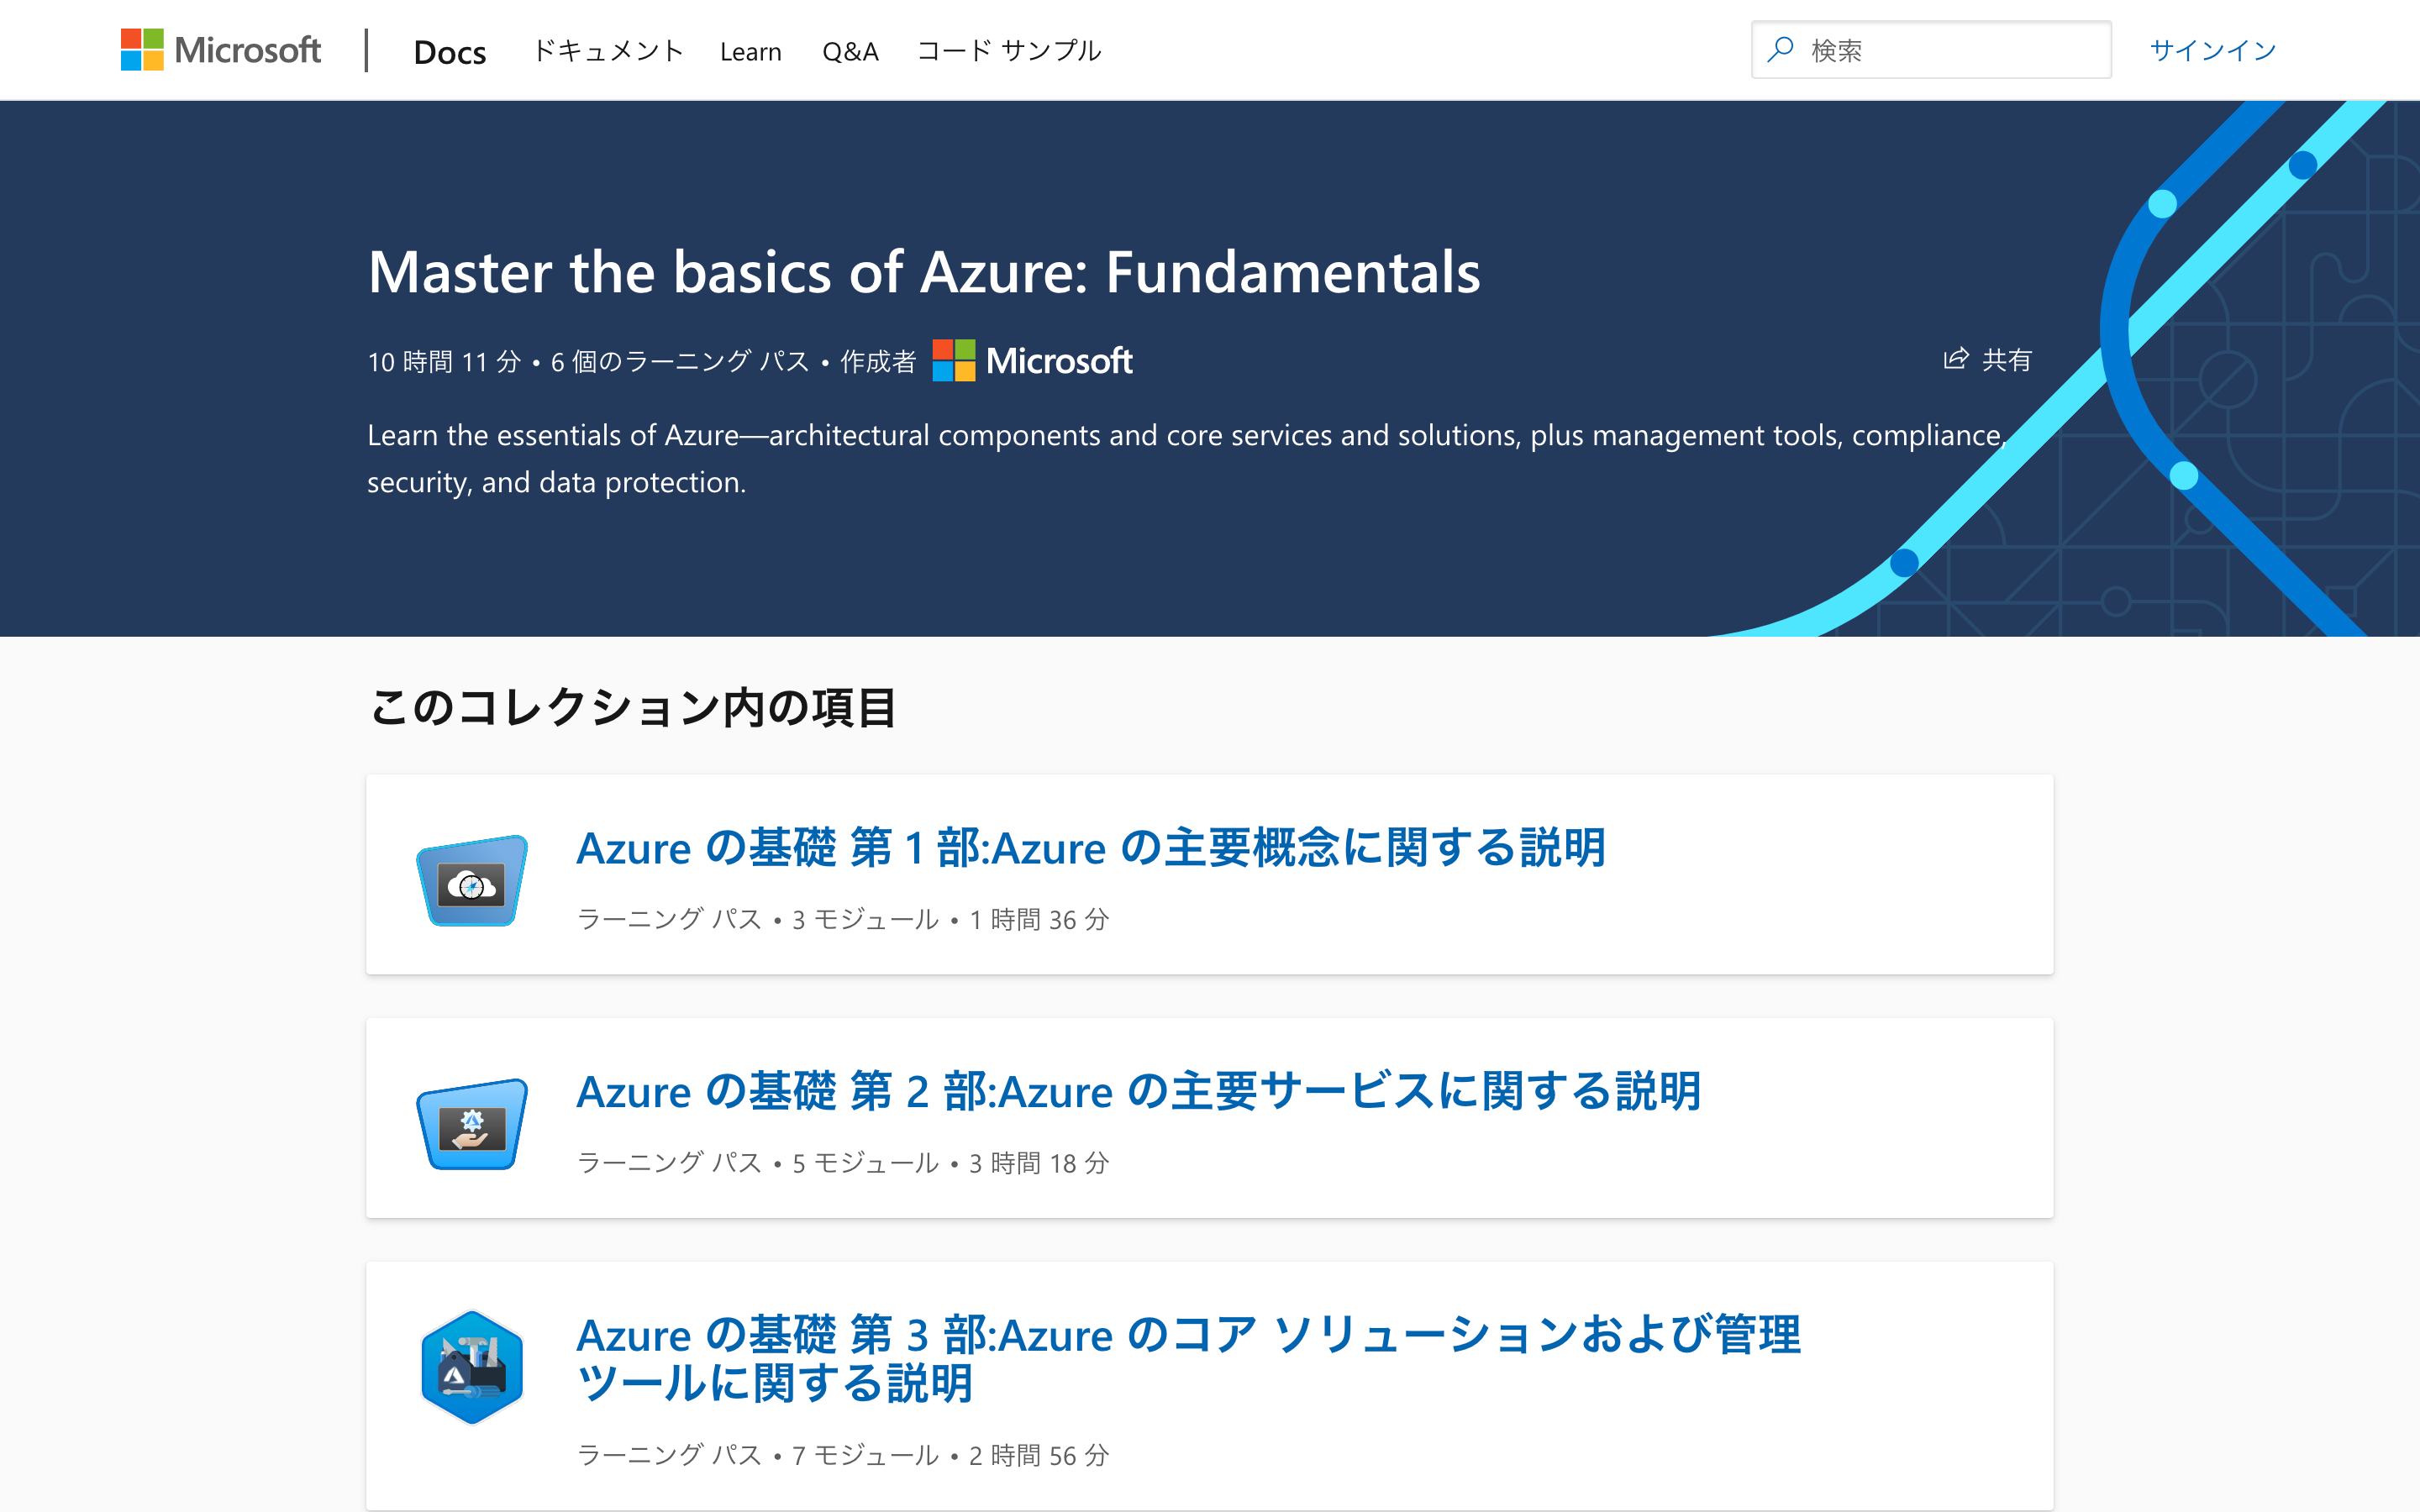 Microsoft
Docs ドキュメント Learn Q&A コード サンプル
検索
サインイン
Master the basics of Azure: Fundamentals
10 時間 11 分 • 6 個のラーニング パス • 作成者 Microsoft
共有
Learn the essentials of Azure—architectural components and core services and solutions, plus management tools, compliance,
security, and data protection.
このコレクション内の項目
Azure の基礎 第 1 部:Azure の主要概念に関する説明
ラーニング パス • 3 モジュール • 1 時間 36 分
Azure の基礎 第 2 部:Azure の主要サービスに関する説明
ラーニング パス • 5 モジュール • 3 時間 18 分
Azure の基礎 第 3 部:Azure のコア ソリューションおよび管理
ツールに関する説明
ラーニング パス • 7 モジュール • 2 時間 56 分